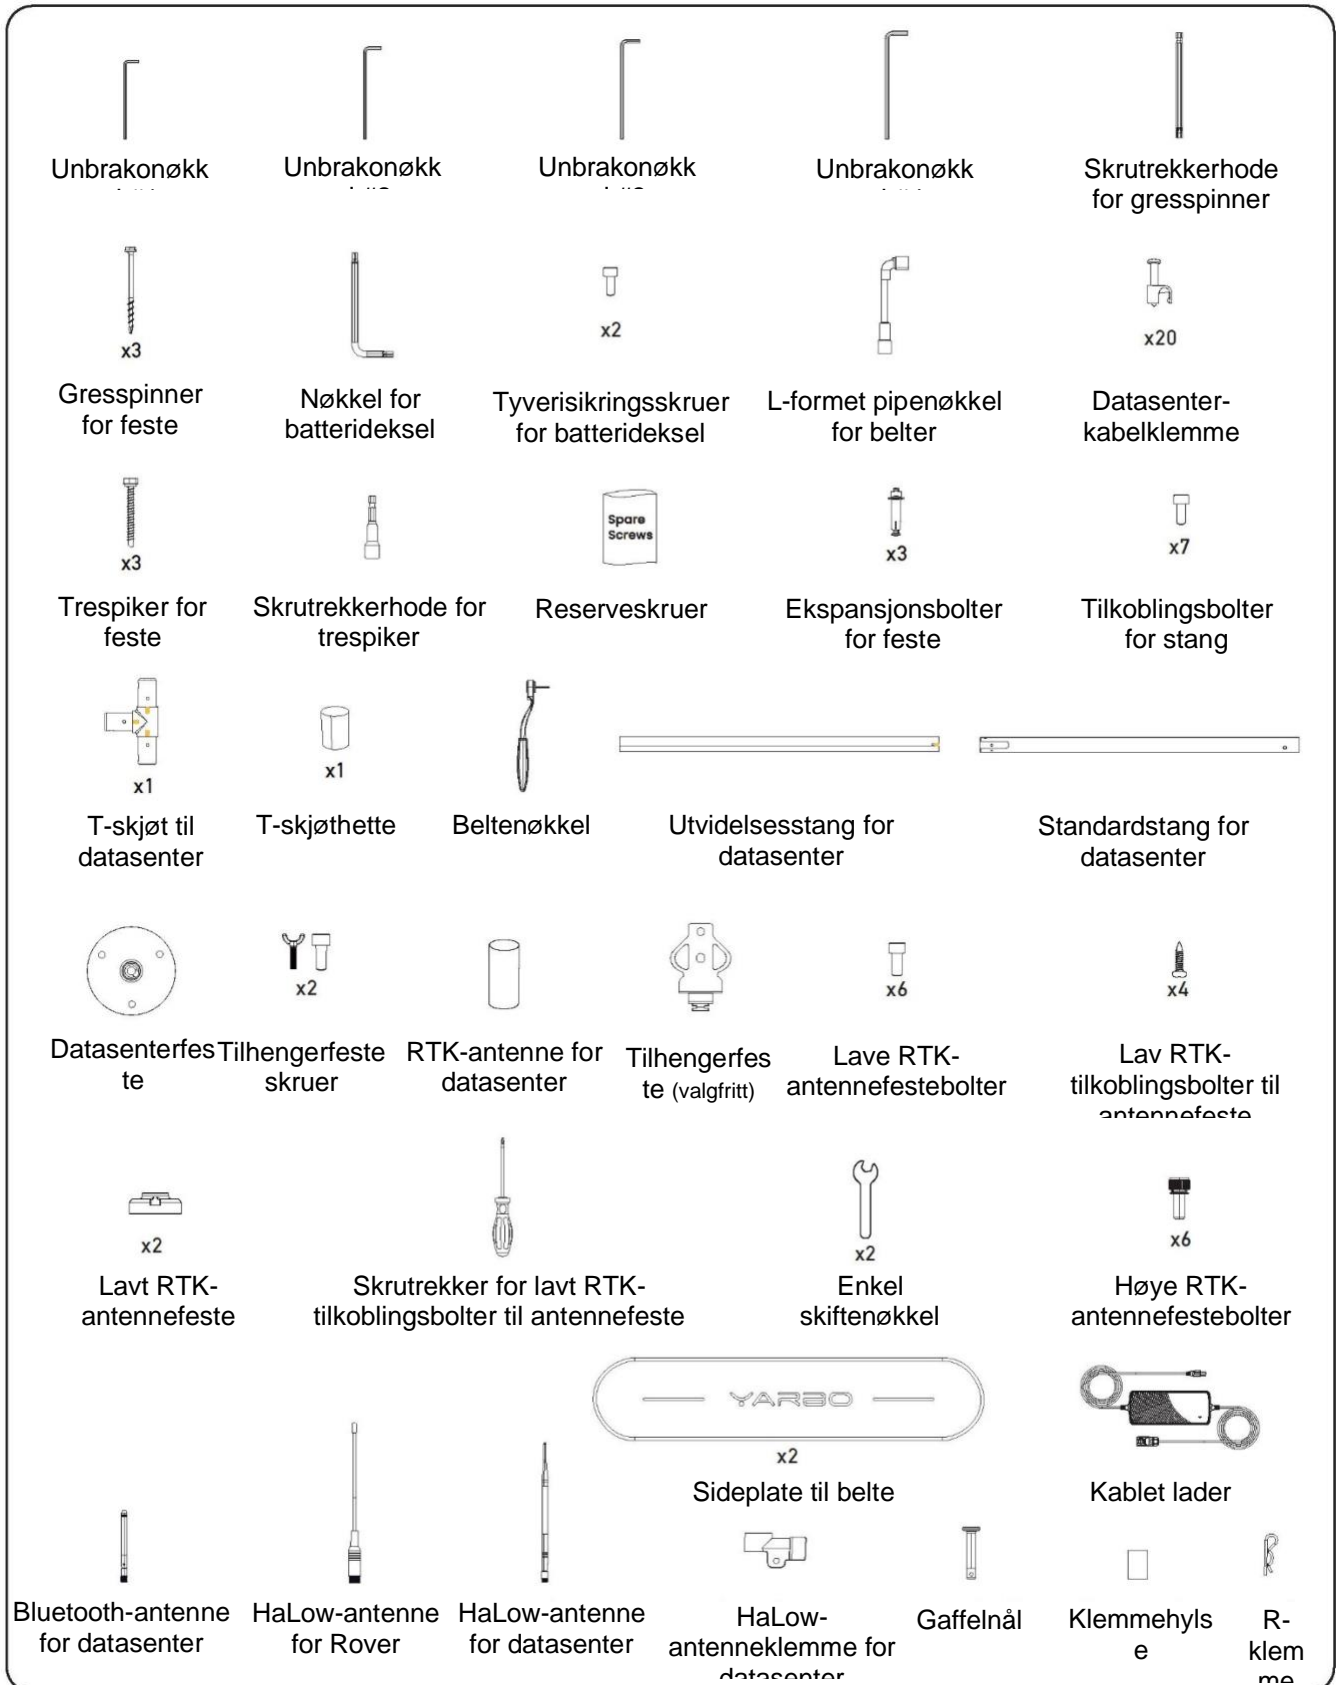 Unbrakonøkk
Unbrakonøkk
Unbrakonøkk
Unbrakonøkk
Skrutrekkerhode
for gresspinner
x3
Gresspinner
for feste
Nøkkel for
batterideksel
x2
Tyverisikringsskruer
for batterideksel
L-formet pipenøkkel
for belter
x20
Datasenter-
kabelklemme
x3
Trespiker for
feste
Skrutrekkerhode for
trespiker
Spare
Screws
Reserveskruer
x3
Ekspansjonsbolter
for feste
x7
Tilkoblingsbolter
for stang
x1
T-skjøt til
datasenter
x1
T-skjøthette
Beltenøkkel
Utvidelsesstang for
datasenter
Standardstang for
datasenter
Datasenterfes
te
x2
Tilhengerfeste
skruer
RTK-antenne for
datasenter
Tilhengerfes
te (valgfritt)
x6
Lave RTK-
antennefestebolter
x4
Lav RTK-
tilkoblingsbolter til
antennefeste
x2
Lavt RTK-
antennefeste
Skrutrekker for lavt RTK-
tilkoblingsbolter til antennefeste
x2
Enkel
skiftenøkkel
x6
Høye RTK-
antennefestebolter
YARBO
x2
Sideplate til belte
Kablet lader
Bluetooth-antenne
for datasenter
HaLow-antenne
for Rover
HaLow-antenne
for datasenter
HaLow-
antenneklemme for
datasenter
Gaffelnål
Klemmehyls
e
R-
klem
me